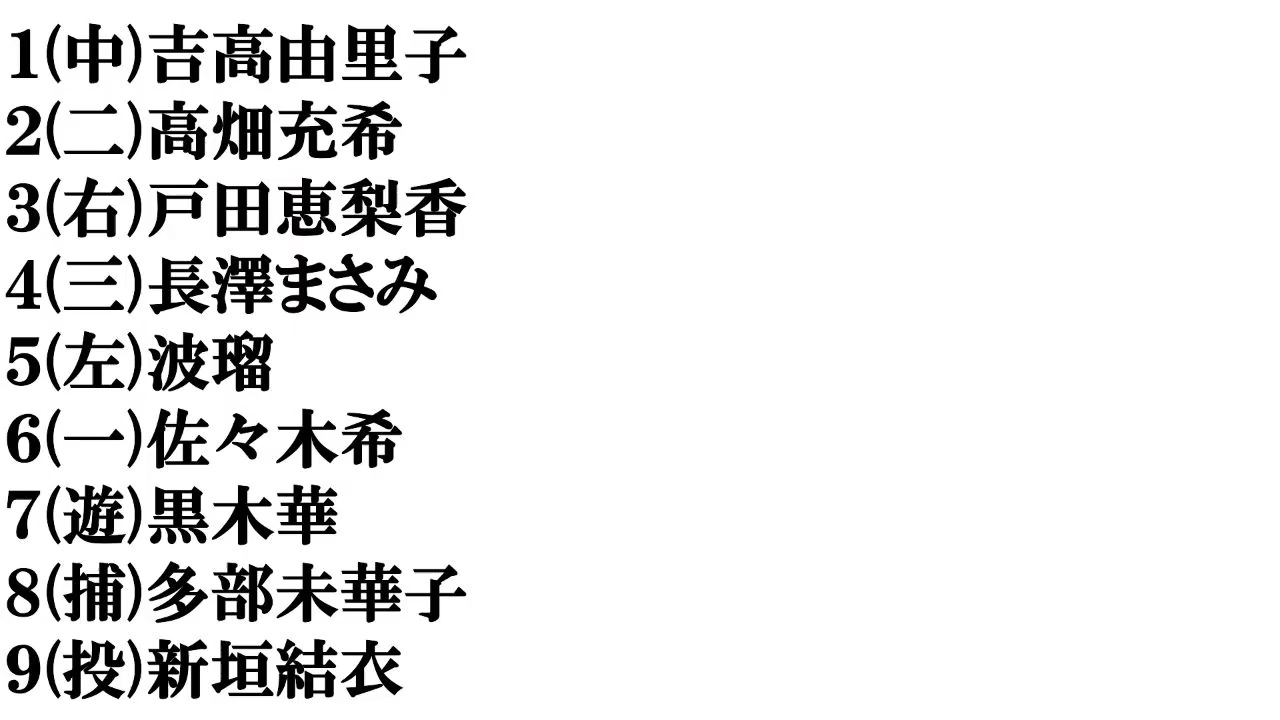 1(中)吉高由里子
2(二)高畑充希
3(右)戸田恵梨香
4(三)長澤まさみ
5(左)波瑠
6(一)佐々木希
7(遊)黒木華
8(捕)多部未華子
9(投)新垣結衣